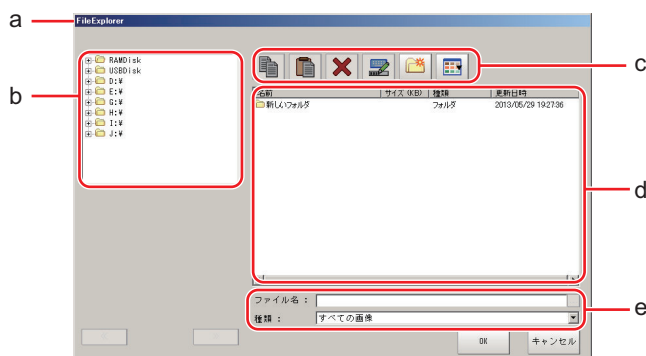 a
FileExplorer
b
RAMDisk
USBDisk
D:¥
E:¥
G:¥
H:¥
I:¥
J:¥
c
名前 サイズ (KB) 種類 更新日時
新しいフォルダ フォルダ 2013/05/29 19:27:36
d
ファイル名：
種類： すべての画像
e
OK キャンセル